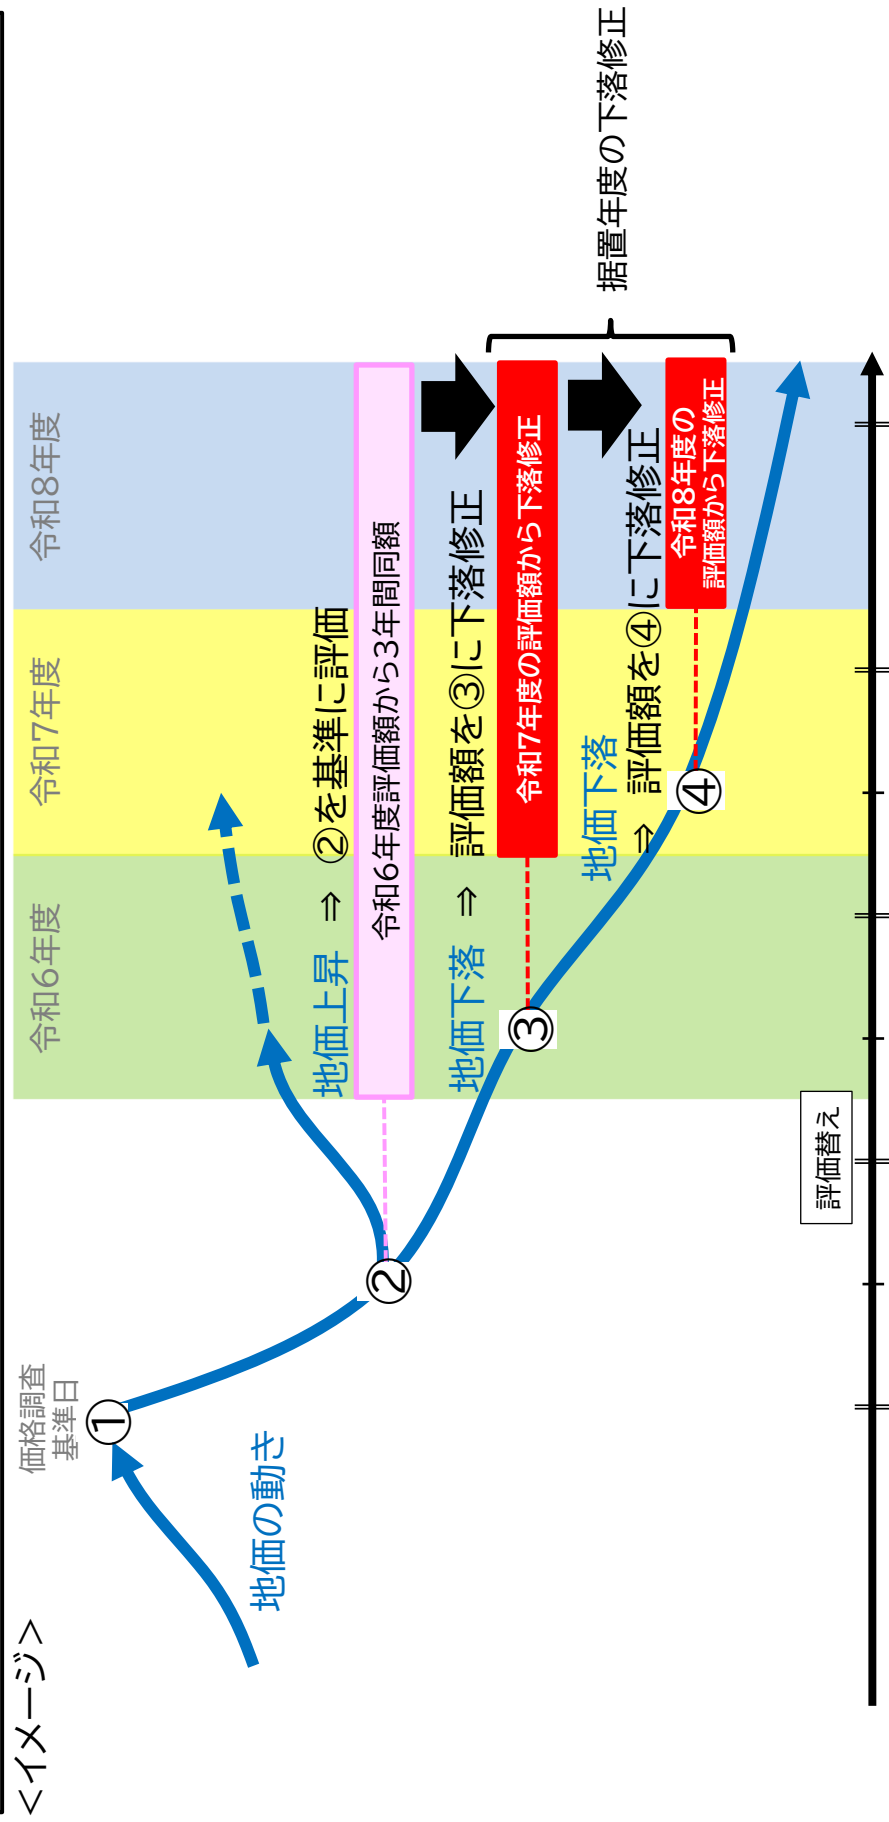 ＜イメージ＞
価格調査
基準日
令和6年度
令和7年度
令和8年度
①
地価の動き
②
地価上昇 ⇒ ②を基準に評価
令和6年度評価額から3年間同額
地価下落 ⇒ 評価額を③に下落修正
令和7年度の評価額から下落修正
③
地価下落
⇒ 評価額を④に下落修正
令和8年度の
評価額から下落修正
④
据置年度の下落修正
評価替え